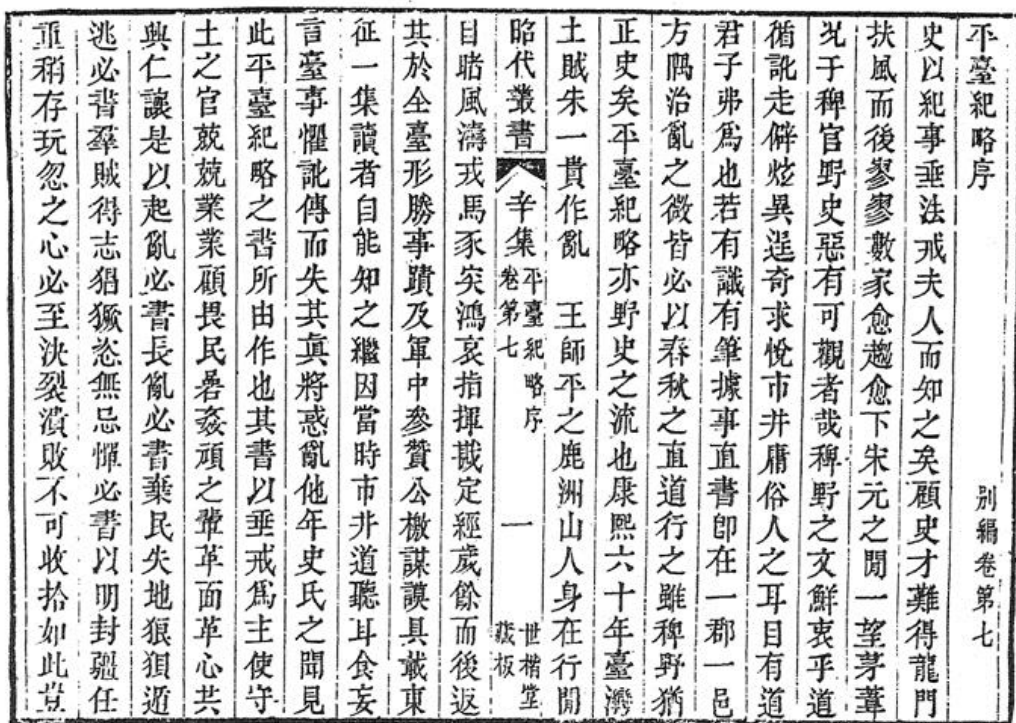 平臺紀略序
別編卷第七
史以紀事垂法戒夫人而知之矣顧史才難得龍門
扶風而後寥寥數家愈趨愈下宋元之閒一望茅葦
况于稗官野史惡有可觀者哉稗野之文鮮衷乎道
循訛走僻炫異逞奇求悅市井庸俗人之耳目有道
君子弗爲也若有識有筆據事直書卽在一郡一邑
方隅治亂之微皆必以春秋之直道行之雖稗野猶
正史矣平臺紀略亦野史之流也康熙六十年臺灣
土賊朱一貴作亂 王師平之鹿洲山人身在行閒
昭代叢書
辛集
平臺紀略序
卷第七
一
世楷堂
藏板
目睹風濤戎馬豕突鴻哀指揮戡定經歲餘而後返
其於全臺形勝事蹟及軍中參贊公檄謀謨具載東
征一集讀者自能知之繼因當時市井道聽耳食妄
言臺事懼訛傳而失其眞將惑亂他年史氏之聞見
此平臺紀略之書所由作也其書以垂戒爲主使守
土之官兢兢業業顧畏民碞姦頑之輩革面革心共
興仁讓是以起亂必書長亂必書棄民失地狼狽遁
逃必書羣賊得志猖獗恣無忌憚必書以明封疆任
重稍存玩忽之心必至決裂潰敗不可收拾如此豈